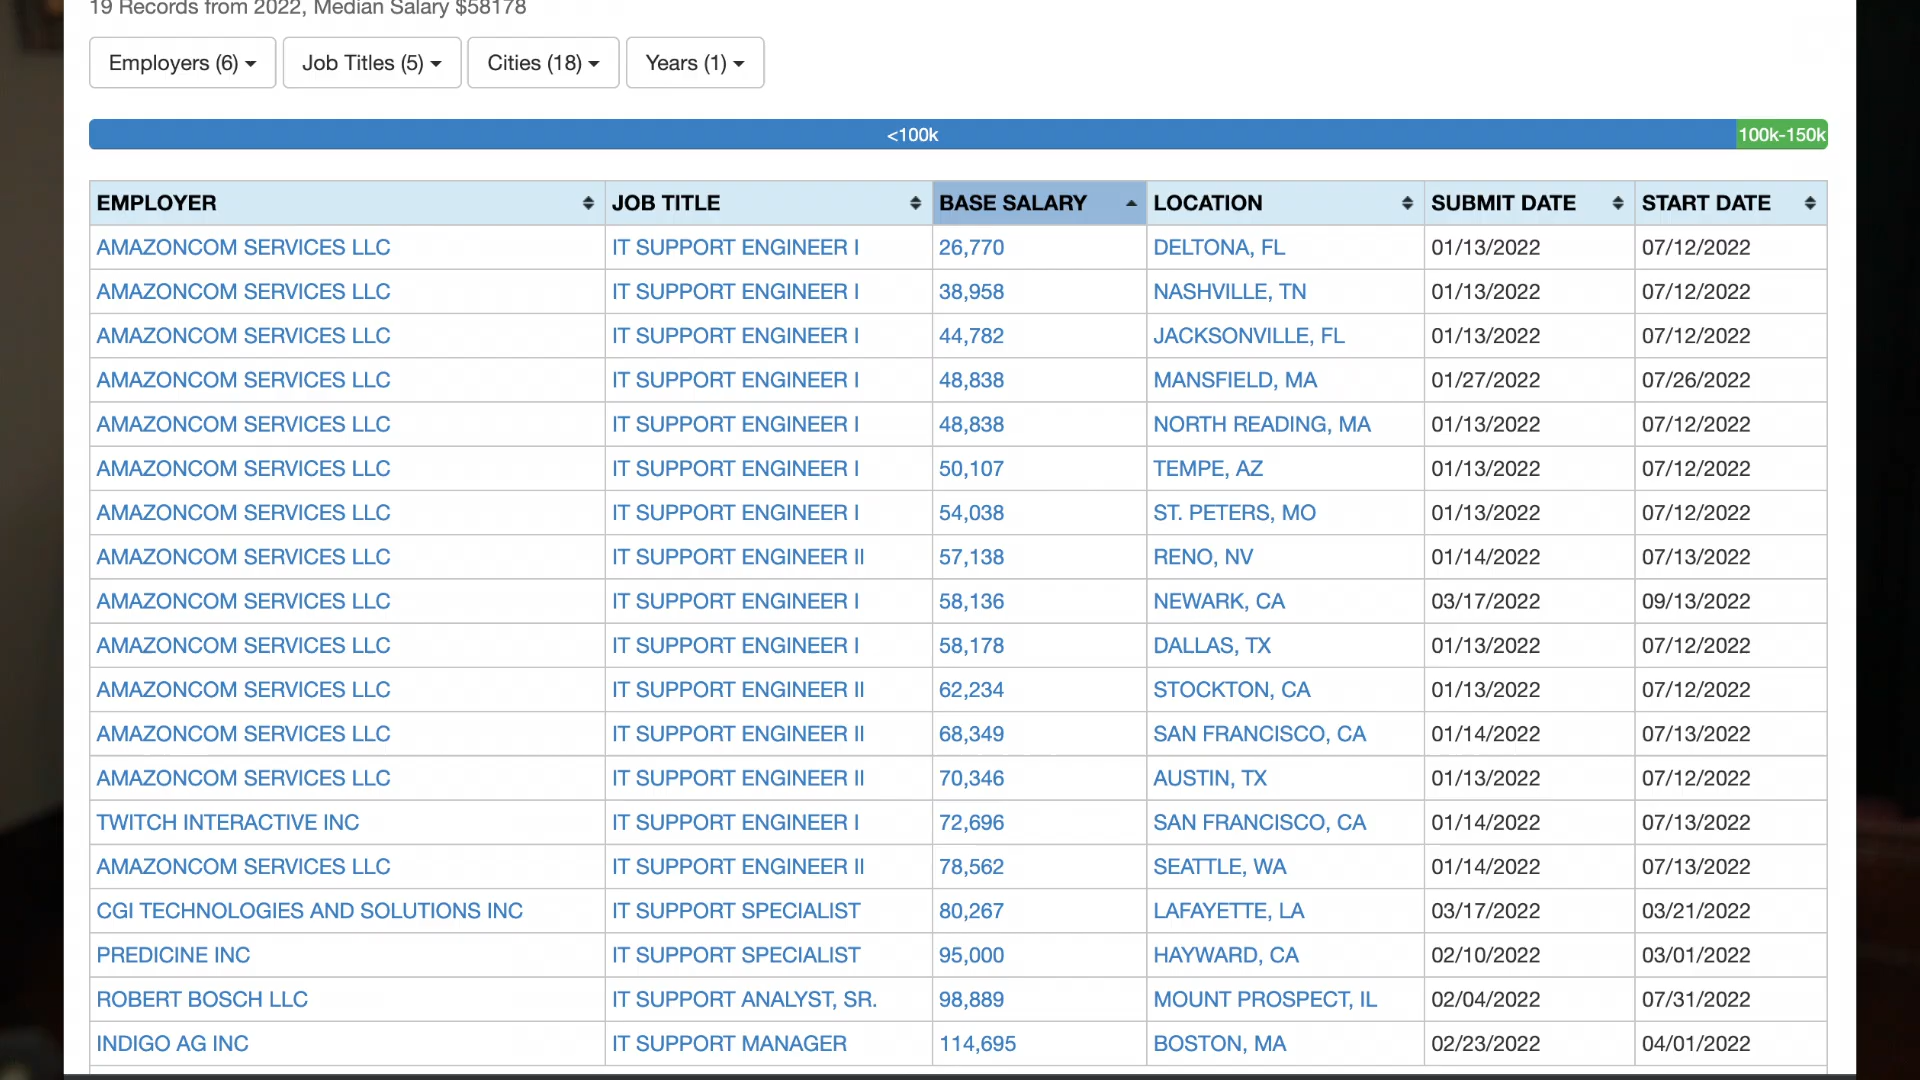 19 Records from 2022, Median Salary $58178
Employers (6) Job Titles (5) Cities (18) Years (1)
<100k 100k-150k
EMPLOYER JOB TITLE BASE SALARY LOCATION SUBMIT DATE START DATE
AMAZONCOM SERVICES LLC IT SUPPORT ENGINEER I 26,770 DELTONA, FL 01/13/2022 07/12/2022
AMAZONCOM SERVICES LLC IT SUPPORT ENGINEER I 38,958 NASHVILLE, TN 01/13/2022 07/12/2022
AMAZONCOM SERVICES LLC IT SUPPORT ENGINEER I 44,782 JACKSONVILLE, FL 01/13/2022 07/12/2022
AMAZONCOM SERVICES LLC IT SUPPORT ENGINEER I 48,838 MANSFIELD, MA 01/27/2022 07/26/2022
AMAZONCOM SERVICES LLC IT SUPPORT ENGINEER I 48,838 NORTH READING, MA 01/13/2022 07/12/2022
AMAZONCOM SERVICES LLC IT SUPPORT ENGINEER I 50,107 TEMPE, AZ 01/13/2022 07/12/2022
AMAZONCOM SERVICES LLC IT SUPPORT ENGINEER I 54,038 ST. PETERS, MO 01/13/2022 07/12/2022
AMAZONCOM SERVICES LLC IT SUPPORT ENGINEER II 57,138 RENO, NV 01/14/2022 07/13/2022
AMAZONCOM SERVICES LLC IT SUPPORT ENGINEER I 58,136 NEWARK, CA 03/17/2022 09/13/2022
AMAZONCOM SERVICES LLC IT SUPPORT ENGINEER I 58,178 DALLAS, TX 01/13/2022 07/12/2022
AMAZONCOM SERVICES LLC IT SUPPORT ENGINEER II 62,234 STOCKTON, CA 01/13/2022 07/12/2022
AMAZONCOM SERVICES LLC IT SUPPORT ENGINEER II 68,349 SAN FRANCISCO, CA 01/14/2022 07/13/2022
AMAZONCOM SERVICES LLC IT SUPPORT ENGINEER II 70,346 AUSTIN, TX 01/13/2022 07/12/2022
TWITCH INTERACTIVE INC IT SUPPORT ENGINEER I 72,696 SAN FRANCISCO, CA 01/14/2022 07/13/2022
AMAZONCOM SERVICES LLC IT SUPPORT ENGINEER II 78,562 SEATTLE, WA 01/14/2022 07/13/2022
CGI TECHNOLOGIES AND SOLUTIONS INC IT SUPPORT SPECIALIST 80,267 LAFAYETTE, LA 03/17/2022 03/21/2022
PREDICINE INC IT SUPPORT SPECIALIST 95,000 HAYWARD, CA 02/10/2022 03/01/2022
ROBERT BOSCH LLC IT SUPPORT ANALYST, SR. 98,889 MOUNT PROSPECT, IL 02/04/2022 07/31/2022
INDIGO AG INC IT SUPPORT MANAGER 114,695 BOSTON, MA 02/23/2022 04/01/2022